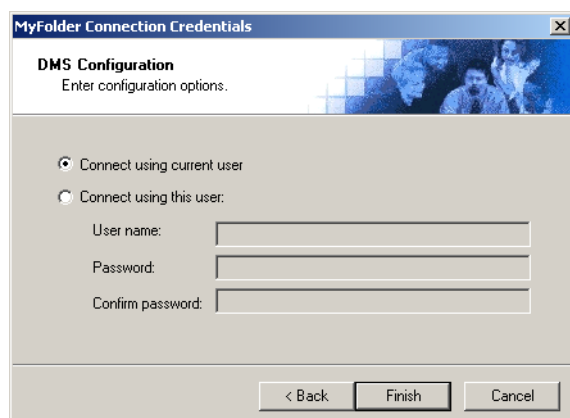 MyFolder Connection Credentials
DMS Configuration
Enter configuration options.
Connect using current user
Connect using this user:
User name:
Password:
Confirm password:
< Back Finish Cancel